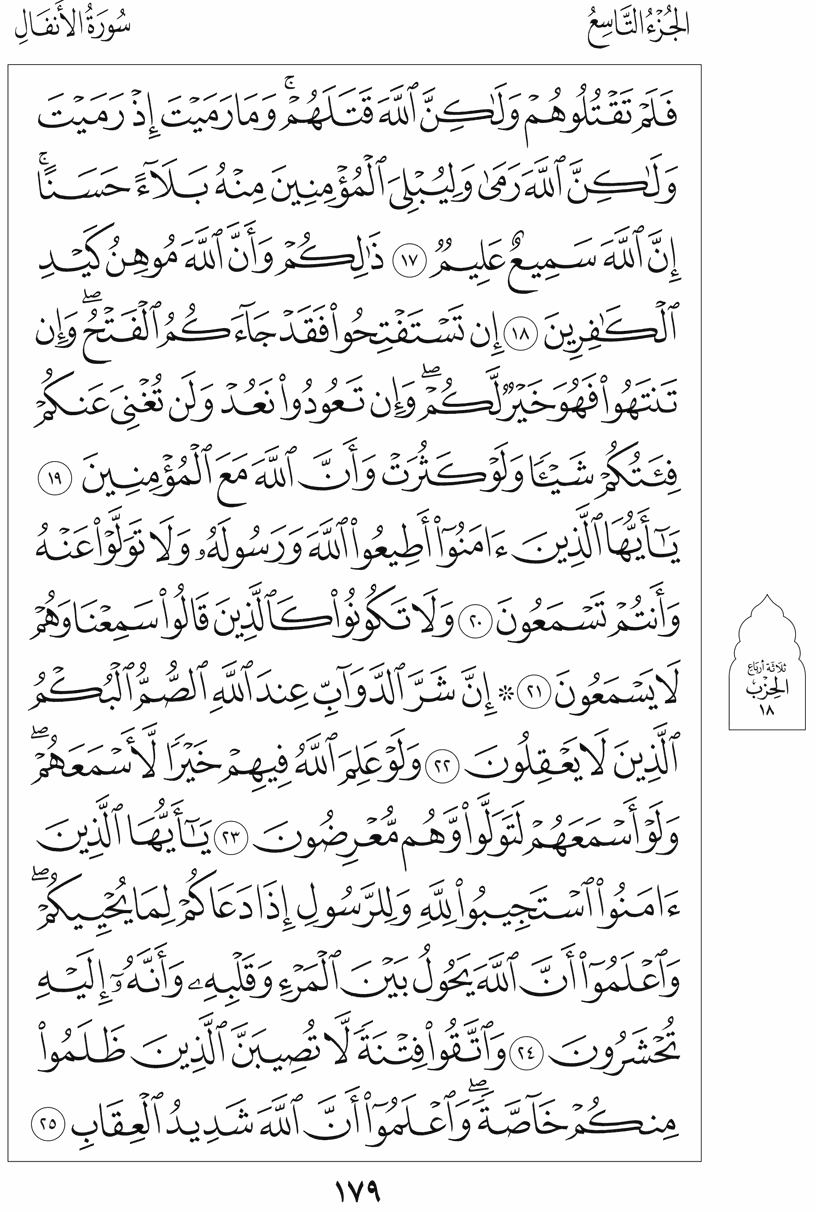 الجُزْءُ التَّاسِعُ
سُورَةُ الأَنفَالِ
فَلَمۡ تَقۡتُلُوهُمۡ وَلَٰكِنَّ ٱللَّهَ قَتَلَهُمۡۚ وَمَا رَمَيۡتَ إِذۡ رَمَيۡتَ
وَلَٰكِنَّ ٱللَّهَ رَمَىٰ وَلِيُبۡلِيَ ٱلۡمُؤۡمِنِينَ مِنۡهُ بَلَآءً حَسَنًاۚ
إِنَّ ٱللَّهَ سَمِيعٌ عَلِيمٞ ١٧ ذَٰلِكُمۡ وَأَنَّ ٱللَّهَ مُوهِنُ كَيۡدِ
ٱلۡكَٰفِرِينَ ١٨ إِن تَسۡتَفۡتِحُواْ فَقَدۡ جَآءَكُمُ ٱلۡفَتۡحُۖ وَإِن
تَنتَهُواْ فَهُوَ خَيۡرٞ لَّكُمۡۖ وَإِن تَعُودُواْ نَعُدۡ وَلَن تُغۡنِيَ عَنكُمۡ
فِئَتُكُمۡ شَيۡـٔٗا وَلَوۡ كَثُرَتۡ وَأَنَّ ٱللَّهَ مَعَ ٱلۡمُؤۡمِنِينَ ١٩
يَٰٓأَيُّهَا ٱلَّذِينَ ءَامَنُوٓاْ أَطِيعُواْ ٱللَّهَ وَرَسُولَهُۥ وَلَا تَوَلَّوۡاْ عَنۡهُ
وَأَنتُمۡ تَسۡمَعُونَ ٢٠ وَلَا تَكُونُواْ كَٱلَّذِينَ قَالُواْ سَمِعۡنَا وَهُمۡ
لَا يَسۡمَعُونَ ٢١ ۞ إِنَّ شَرَّ ٱلدَّوَآبِّ عِندَ ٱللَّهِ ٱلصُّمُّ ٱلۡبُكۡمُ
ٱلَّذِينَ لَا يَعۡقِلُونَ ٢٢ وَلَوۡ عَلِمَ ٱللَّهُ فِيهِمۡ خَيۡرٗا لَّأَسۡمَعَهُمۡۖ
وَلَوۡ أَسۡمَعَهُمۡ لَتَوَلَّواْ وَّهُم مُّعۡرِضُونَ ٢٣ يَٰٓأَيُّهَا ٱلَّذِينَ
ءَامَنُواْ ٱسۡتَجِيبُواْ لِلَّهِ وَلِلرَّسُولِ إِذَا دَعَاكُمۡ لِمَا يُحۡيِيكُمۡۖ
وَٱعۡلَمُوٓاْ أَنَّ ٱللَّهَ يَحُولُ بَيۡنَ ٱلۡمَرۡءِ وَقَلۡبِهِۦ وَأَنَّهُۥٓ إِلَيۡهِ
تُحۡشَرُونَ ٢٤ وَٱتَّقُواْ فِتۡنَةٗ لَّا تُصِيبَنَّ ٱلَّذِينَ ظَلَمُواْ
مِنكُمۡ خَآصَّةٗۖ وَٱعۡلَمُوٓاْ أَنَّ ٱللَّهَ شَدِيدُ ٱلۡعِقَابِ ٢٥
ثلاثة أرباع
الحِزْب
١٨
١٧٩